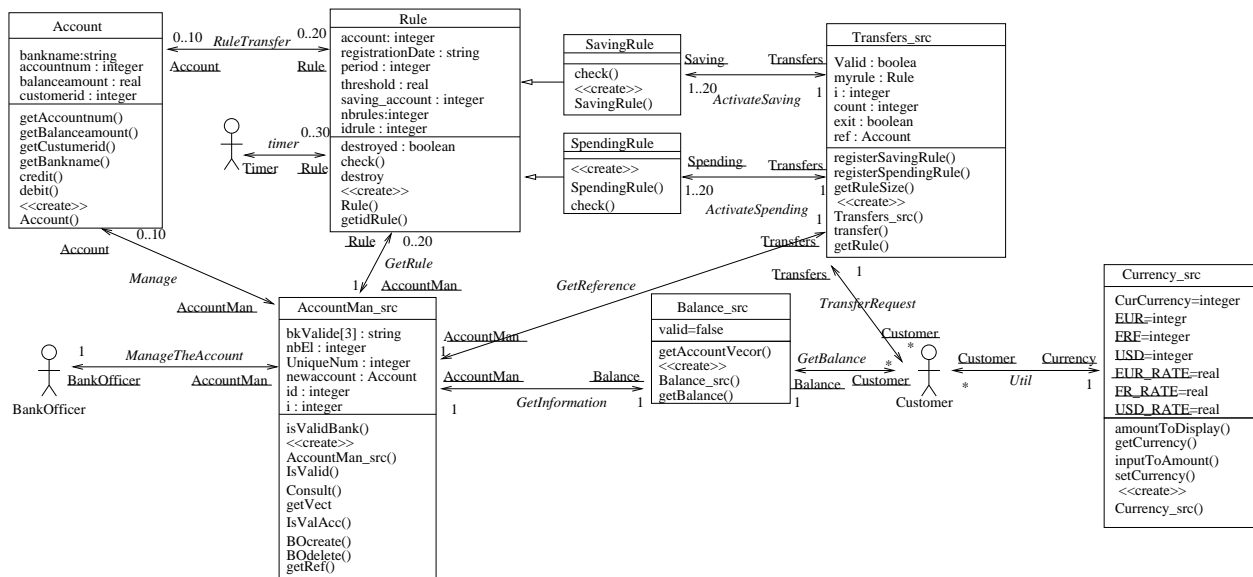 Account
bankname:string
accountnum : integer
balanceamount : real
customerid : integer
getAccountnum()
getBalanceamount()
getCustumerid()
getBankname()
credit()
debit()
<<create>>
Account()
0..10
0..20
RuleTransfer
Account
Rule
Rule
account: integer
registrationDate : string
period : integer
threshold : real
saving_account : integer
nbrules:integer
idrule : integer
destroyed : boolean
check()
destroy
<<create>>
Rule()
getidRule()
timer
0..30
Timer
Rule
SavingRule
check()
<<create>>
SavingRule()
SpendingRule
<<create>>
SpendingRule()
check()
Saving
Transfers
1..20
1
ActivateSaving
Spending
Transfers
1..20
1
ActivateSpending
Transfers_src
Valid : boolea
myrule : Rule
i : integer
count : integer
exit : boolean
ref : Account
registerSavingRule()
registerSpendingRule()
getRuleSize()
<<create>>
Transfers_src()
transfer()
getRule()
0..10
Account
Manage
AccountMan
Rule
0..20
GetRule
1
AccountMan
1
Transfers
GetReference
AccountMan
1
Transfers
1
TransferRequest
Customer
*
AccountMan_src
bkValide[3] : string
nbEl : integer
UniqueNum : integer
newaccount : Account
id : integer
i : integer
isValidBank()
<<create>>
AccountMan_src()
IsValid()
Consult()
getVect
IsValAcc()
BOcreate()
BOdelete()
getRef()
1
ManageTheAccount
BankOfficer
AccountMan
BankOfficer
AccountMan
Balance
1
GetInformation
1
Balance_src
valid=false
getAccountVecor()
<<create>>
Balance_src()
getBalance()
GetBalance
*
Balance
Customer
1
Customer
Customer
Currency
*
Util
1
Currency_src
CurCurrency=integer
EUR=integr
FRF=integer
USD=integer
EUR_RATE=real
FR_RATE=real
USD_RATE=real
amountToDisplay()
getCurrency()
inputToAmount()
setCurrency()
<<create>>
Currency_src()